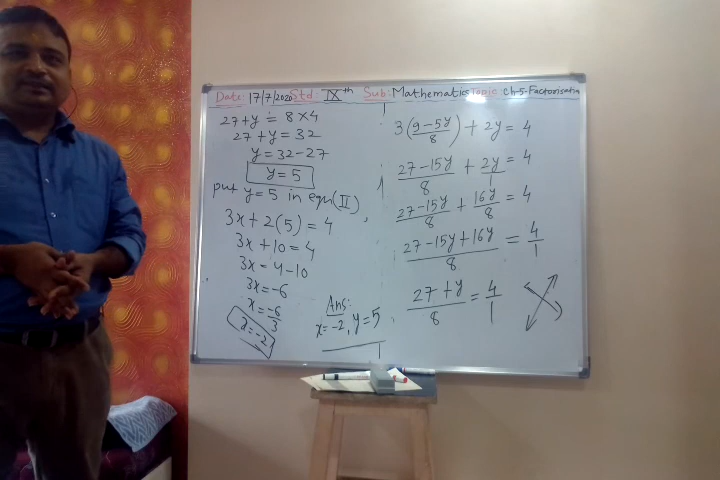 Date: 17/7/2020 Std: IXth Sub: Mathematics Topic Ch-5-Factorisation
27+y = 8×4
27+y = 32
y = 32-27
y = 5
put y=5 in eqn(II)
3x+2(5) = 4
3x+10 = 4
3x = 4-10
3x = -6
x = -6/3
x = -2
Ans:
x=-2, y=5
3(9-5y/8) + 2y = 4
27-15y/8 + 2y/1 = 4
27-15y/8 + 16y/8 = 4
27-15y+16y/8 = 4/1
27+y/8 = 4/1